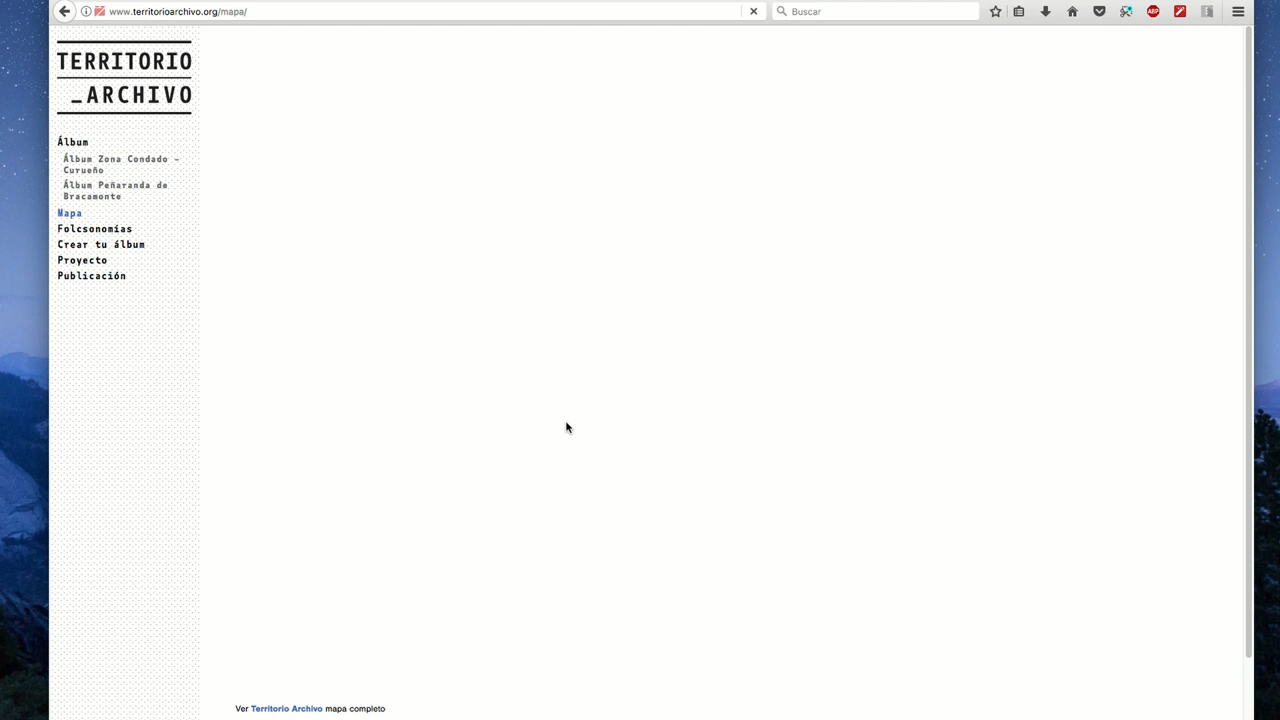 www.territorioarchivo.org/mapa/
Buscar
ABP
TERRITORIO
_ARCHIVO
Álbum
Álbum Zona Condado –
Curueño
Álbum Peñaranda de
Bracamonte
Mapa
Folcsonomías
Crear tu álbum
Proyecto
Publicación
Ver Territorio Archivo mapa completo